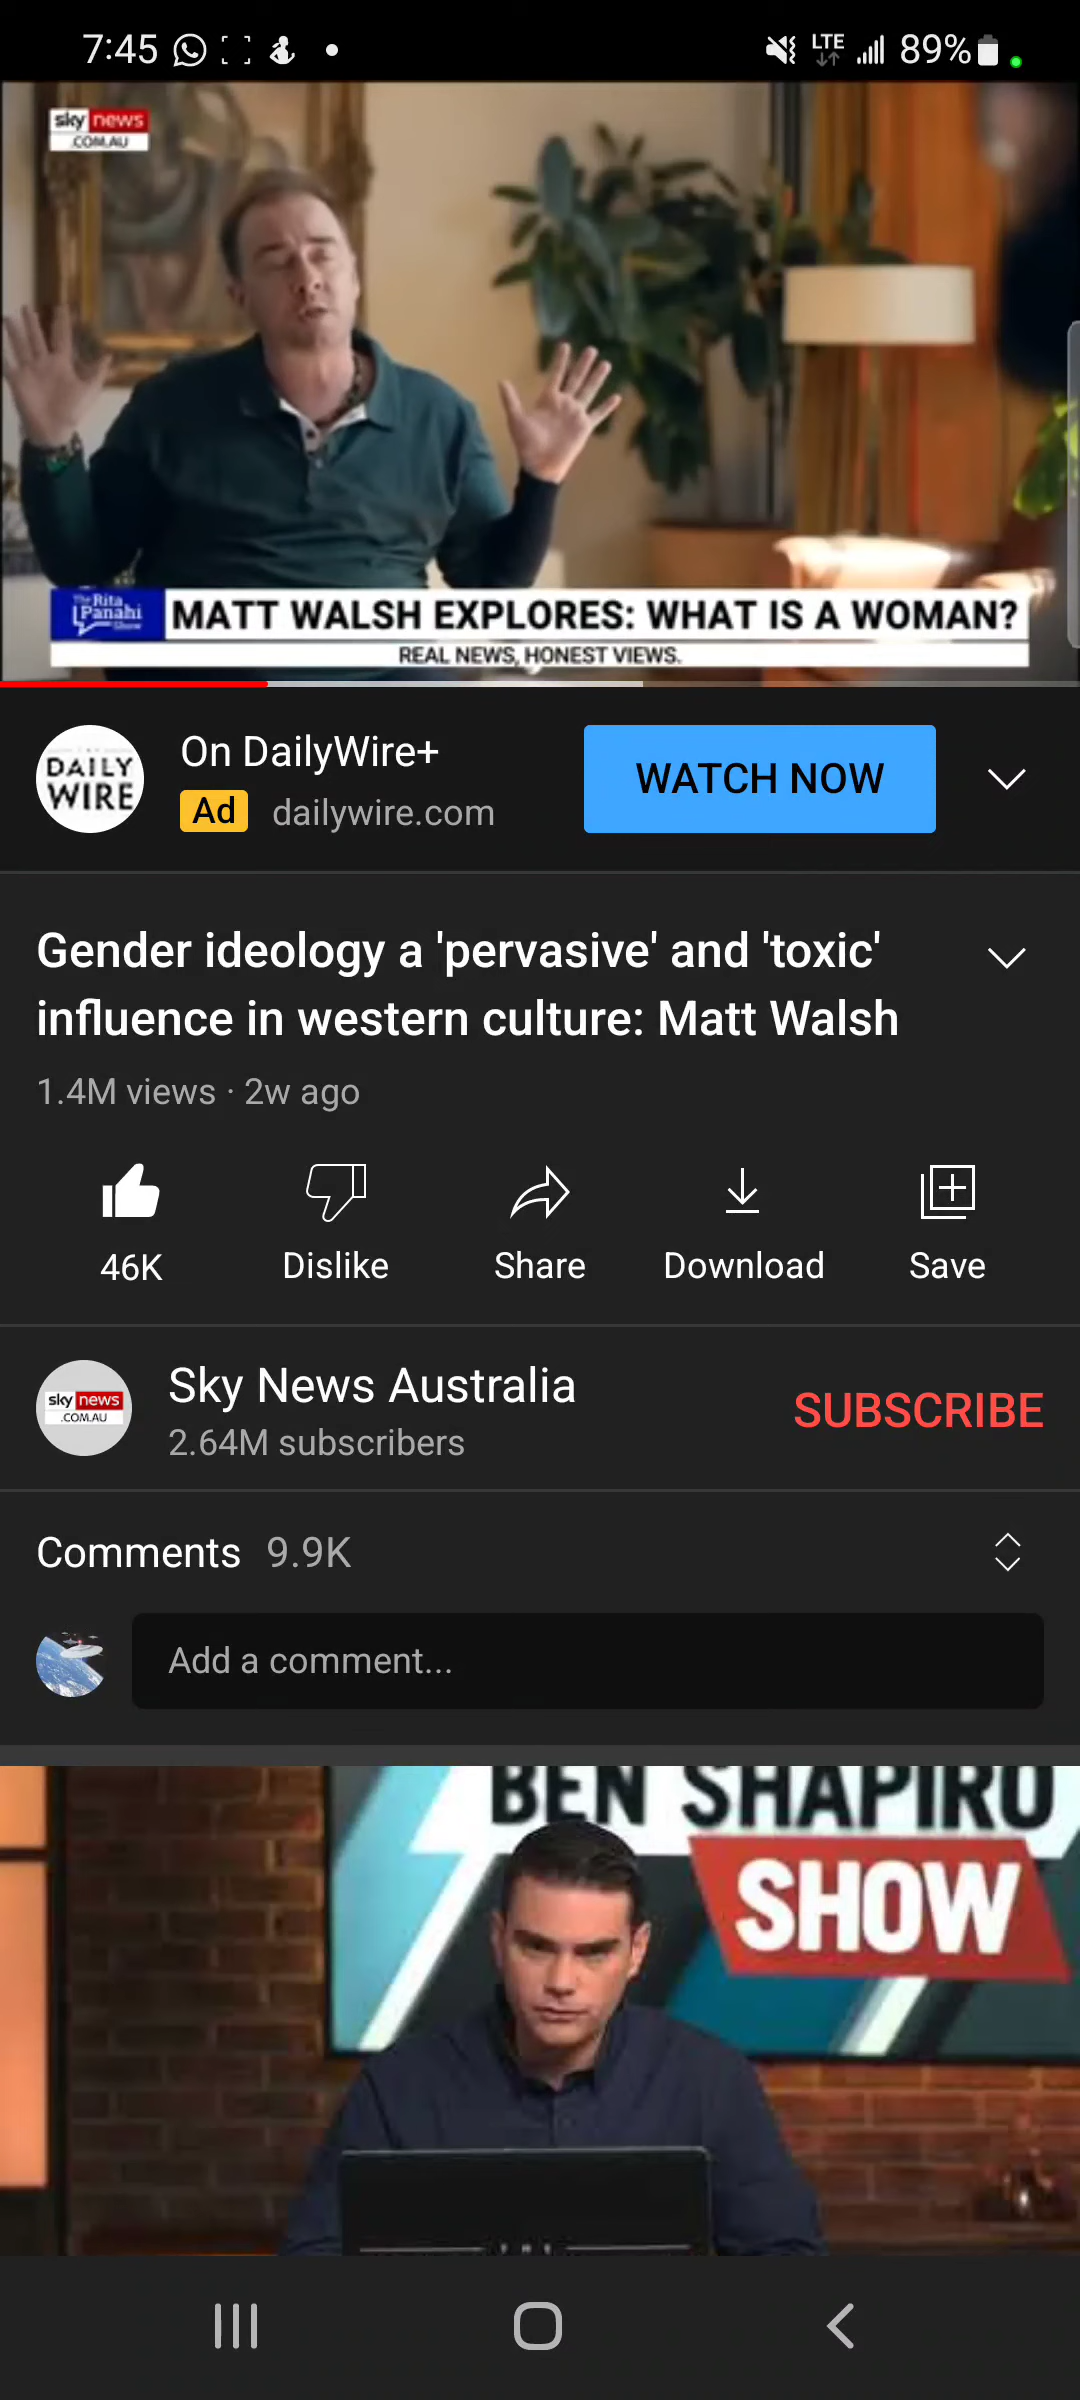 7:45
LTE
89%
sky news
.COM.AU
The Rita
Panahi
Show
MATT WALSH EXPLORES: WHAT IS A WOMAN?
REAL NEWS, HONEST VIEWS.
DAILY
WIRE
On DailyWire+
Ad dailywire.com
WATCH NOW
Gender ideology a 'pervasive' and 'toxic'
influence in western culture: Matt Walsh
1.4M views · 2w ago
46K
Dislike
Share
Download
Save
sky news
.COM.AU
Sky News Australia
2.64M subscribers
SUBSCRIBE
Comments 9.9K
Add a comment...
BEN SHAPIRO
SHOW